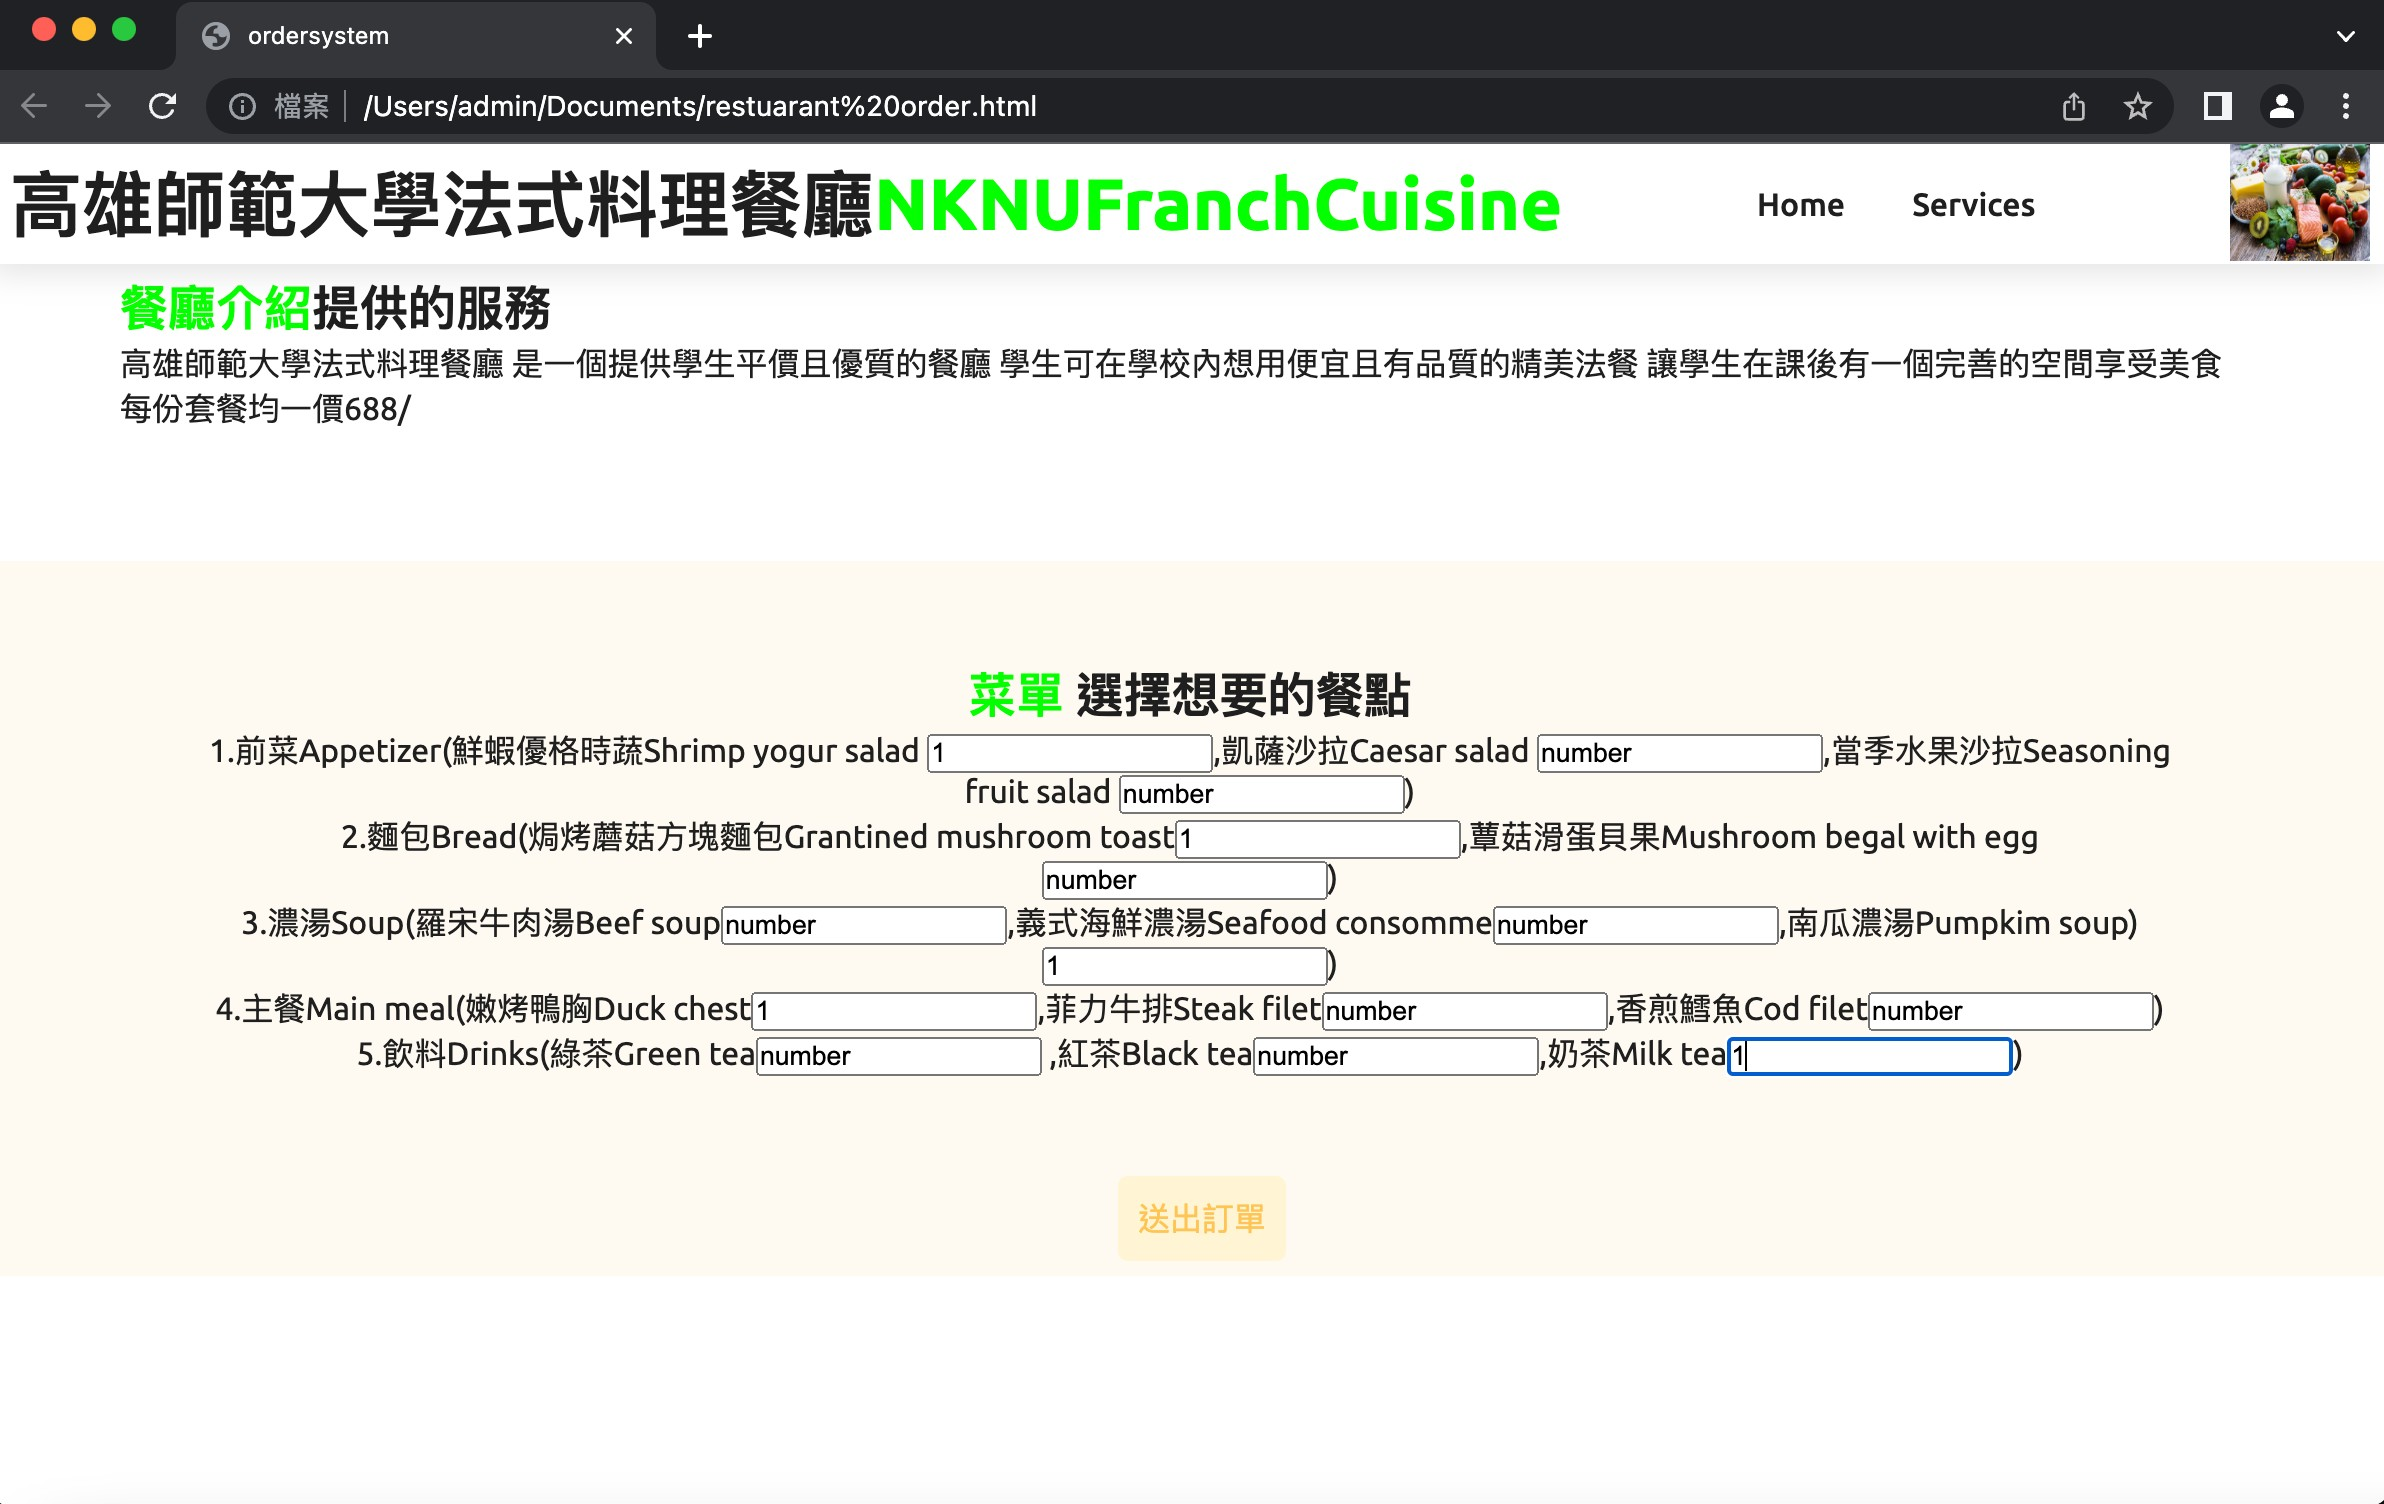 ordersystem
檔案 /Users/admin/Documents/restuarant%20order.html
高雄師範大學法式料理餐廳NKNUFranchCuisine Home Services
餐廳介紹提供的服務
高雄師範大學法式料理餐廳 是一個提供學生平價且優質的餐廳 學生可在學校內想用便宜且有品質的精美法餐 讓學生在課後有一個完善的空間享受美食
每份套餐均一價688/
菜單 選擇想要的餐點
1.前菜Appetizer(鮮蝦優格時蔬Shrimp yogur salad 1 ,凱薩沙拉Caesar salad number ,當季水果沙拉Seasoning
fruit salad number )
2.麵包Bread(焗烤蘑菇方塊麵包Grantined mushroom toast 1 ,蕈菇滑蛋貝果Mushroom begal with egg
number )
3.濃湯Soup(羅宋牛肉湯Beef soup number ,義式海鮮濃湯Seafood consomme number ,南瓜濃湯Pumpkim soup)
1 )
4.主餐Main meal(嫩烤鴨胸Duck chest 1 ,菲力牛排Steak filet number ,香煎鱈魚Cod filet number )
5.飲料Drinks(綠茶Green tea number ,紅茶Black tea number ,奶茶Milk tea 1 )
送出訂單